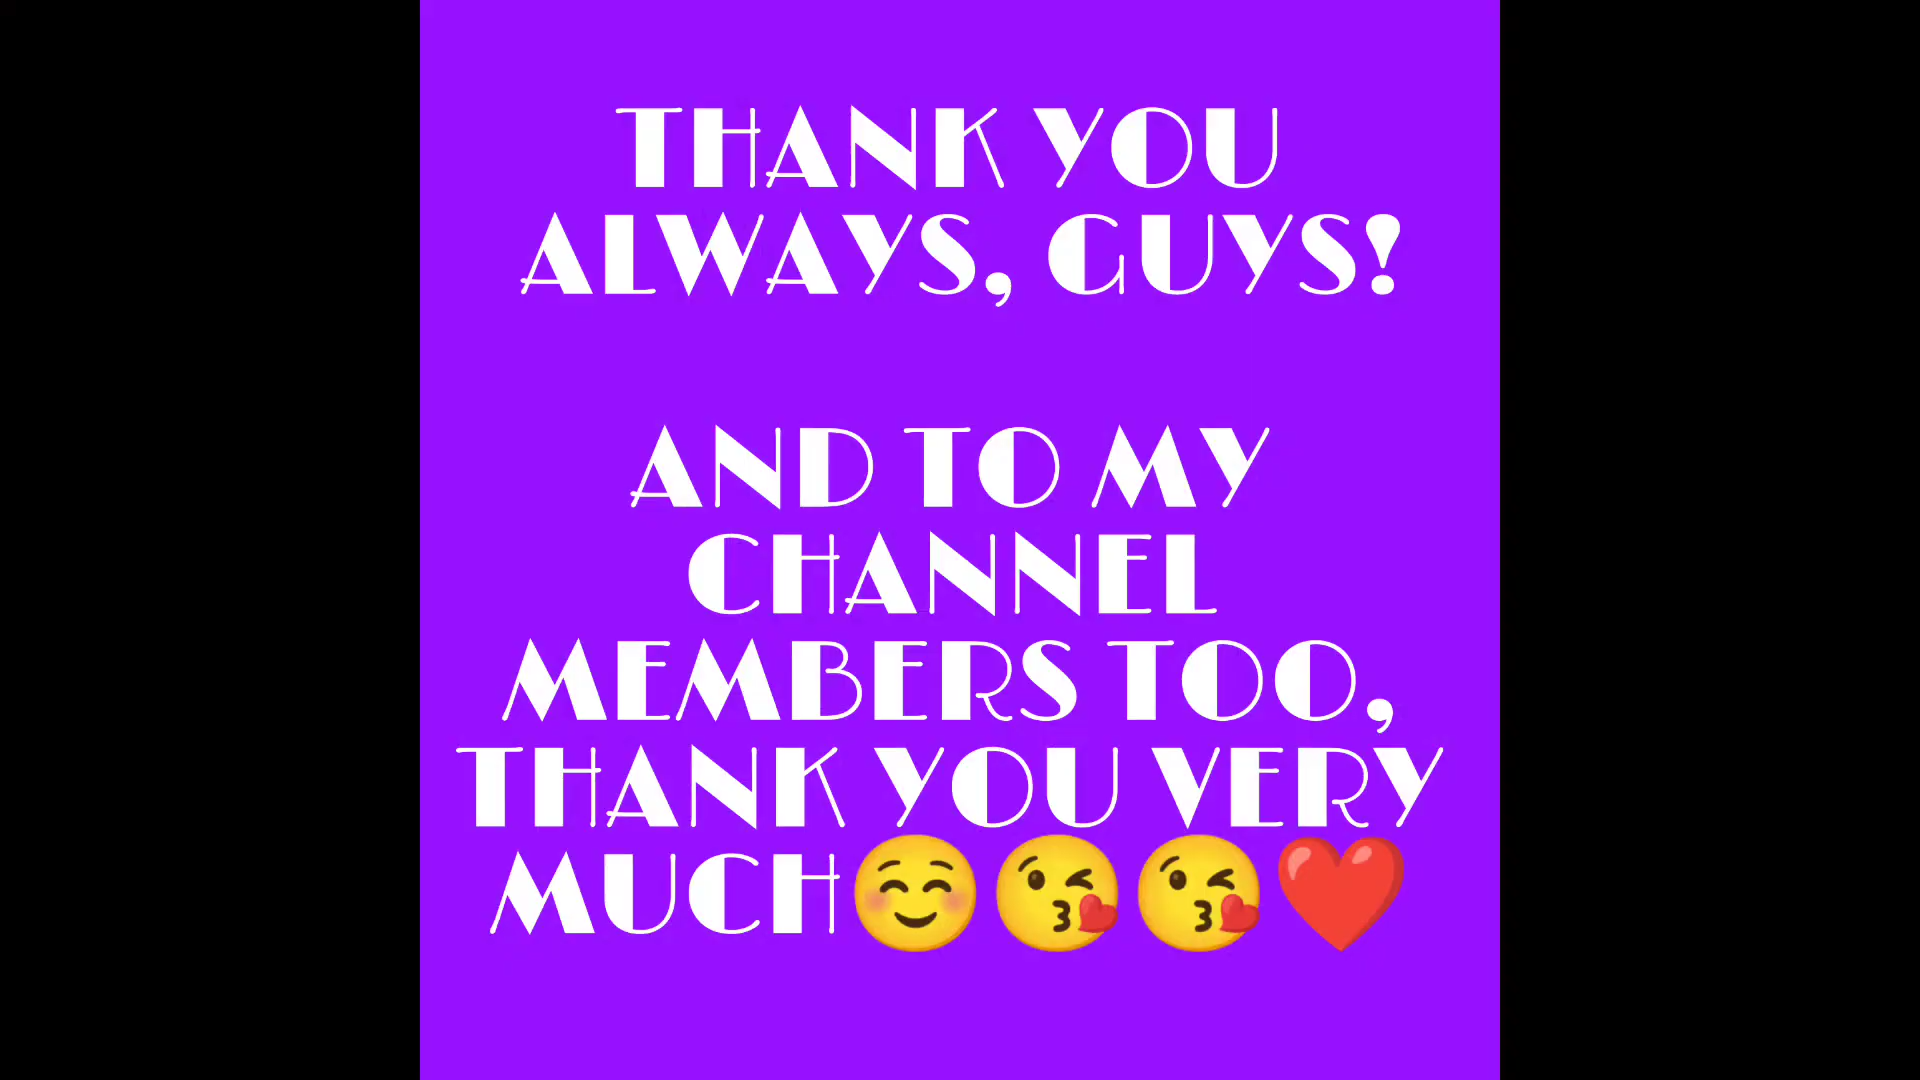 THANK YOU
ALWAYS, GUYS!
AND TO MY
CHANNEL
MEMBERS TOO,
THANK YOU VERY
MUCH☺️😘😘❤️